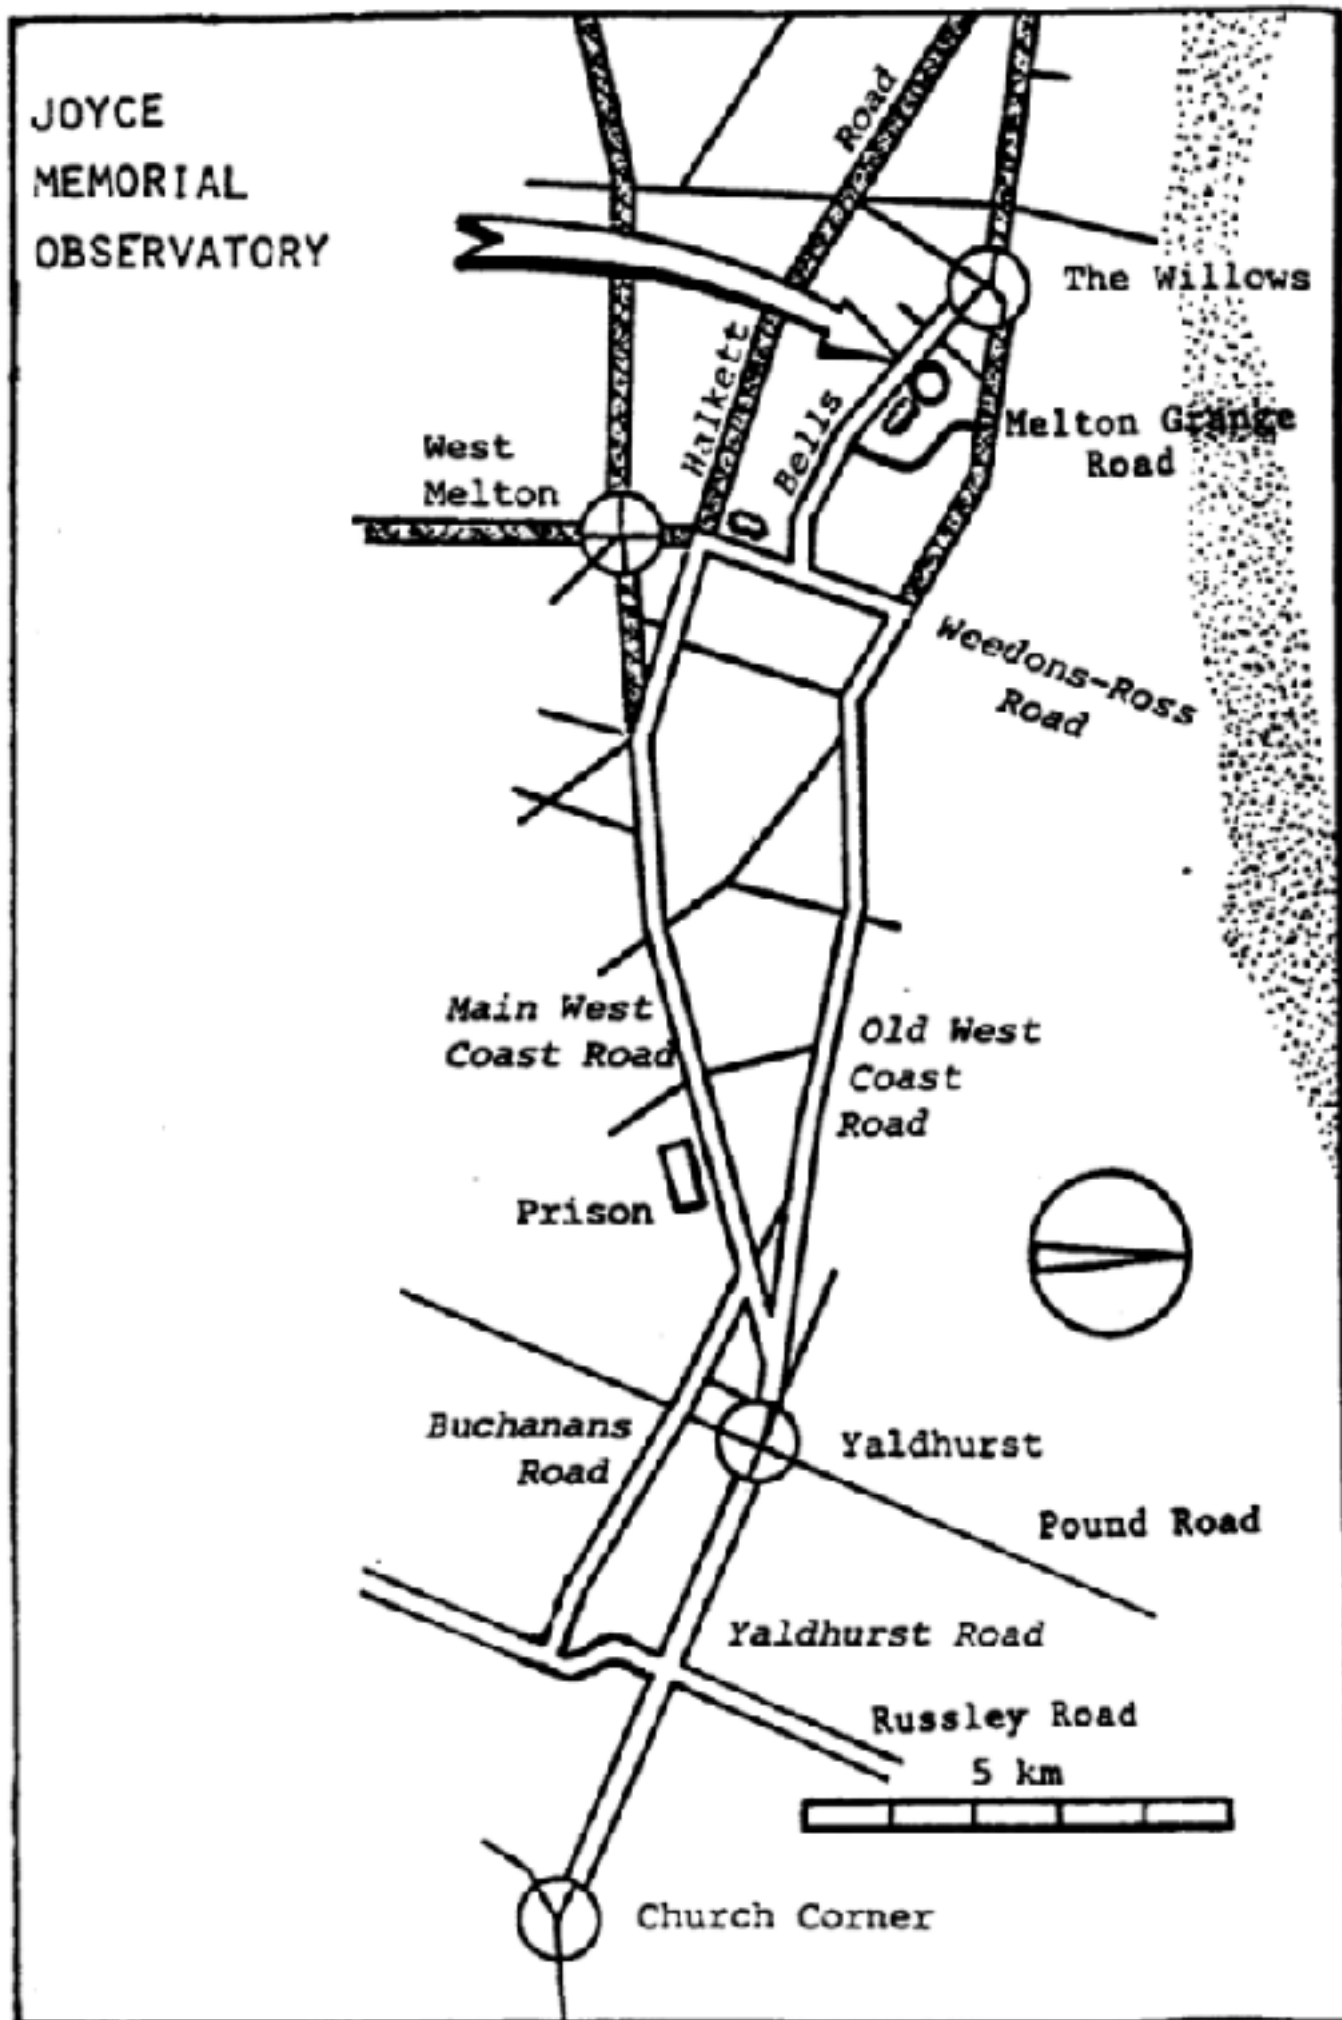 JOYCE
MEMORIAL
OBSERVATORY
Road
The Willows
Halkett
Bells
Melton Grange
Road
West
Melton
Weedons-Ross
Road
Main West
Coast Road
Old West
Coast
Road
Prison
Buchanans
Road
Yaldhurst
Pound Road
Yaldhurst Road
Russley Road
5 km
Church Corner